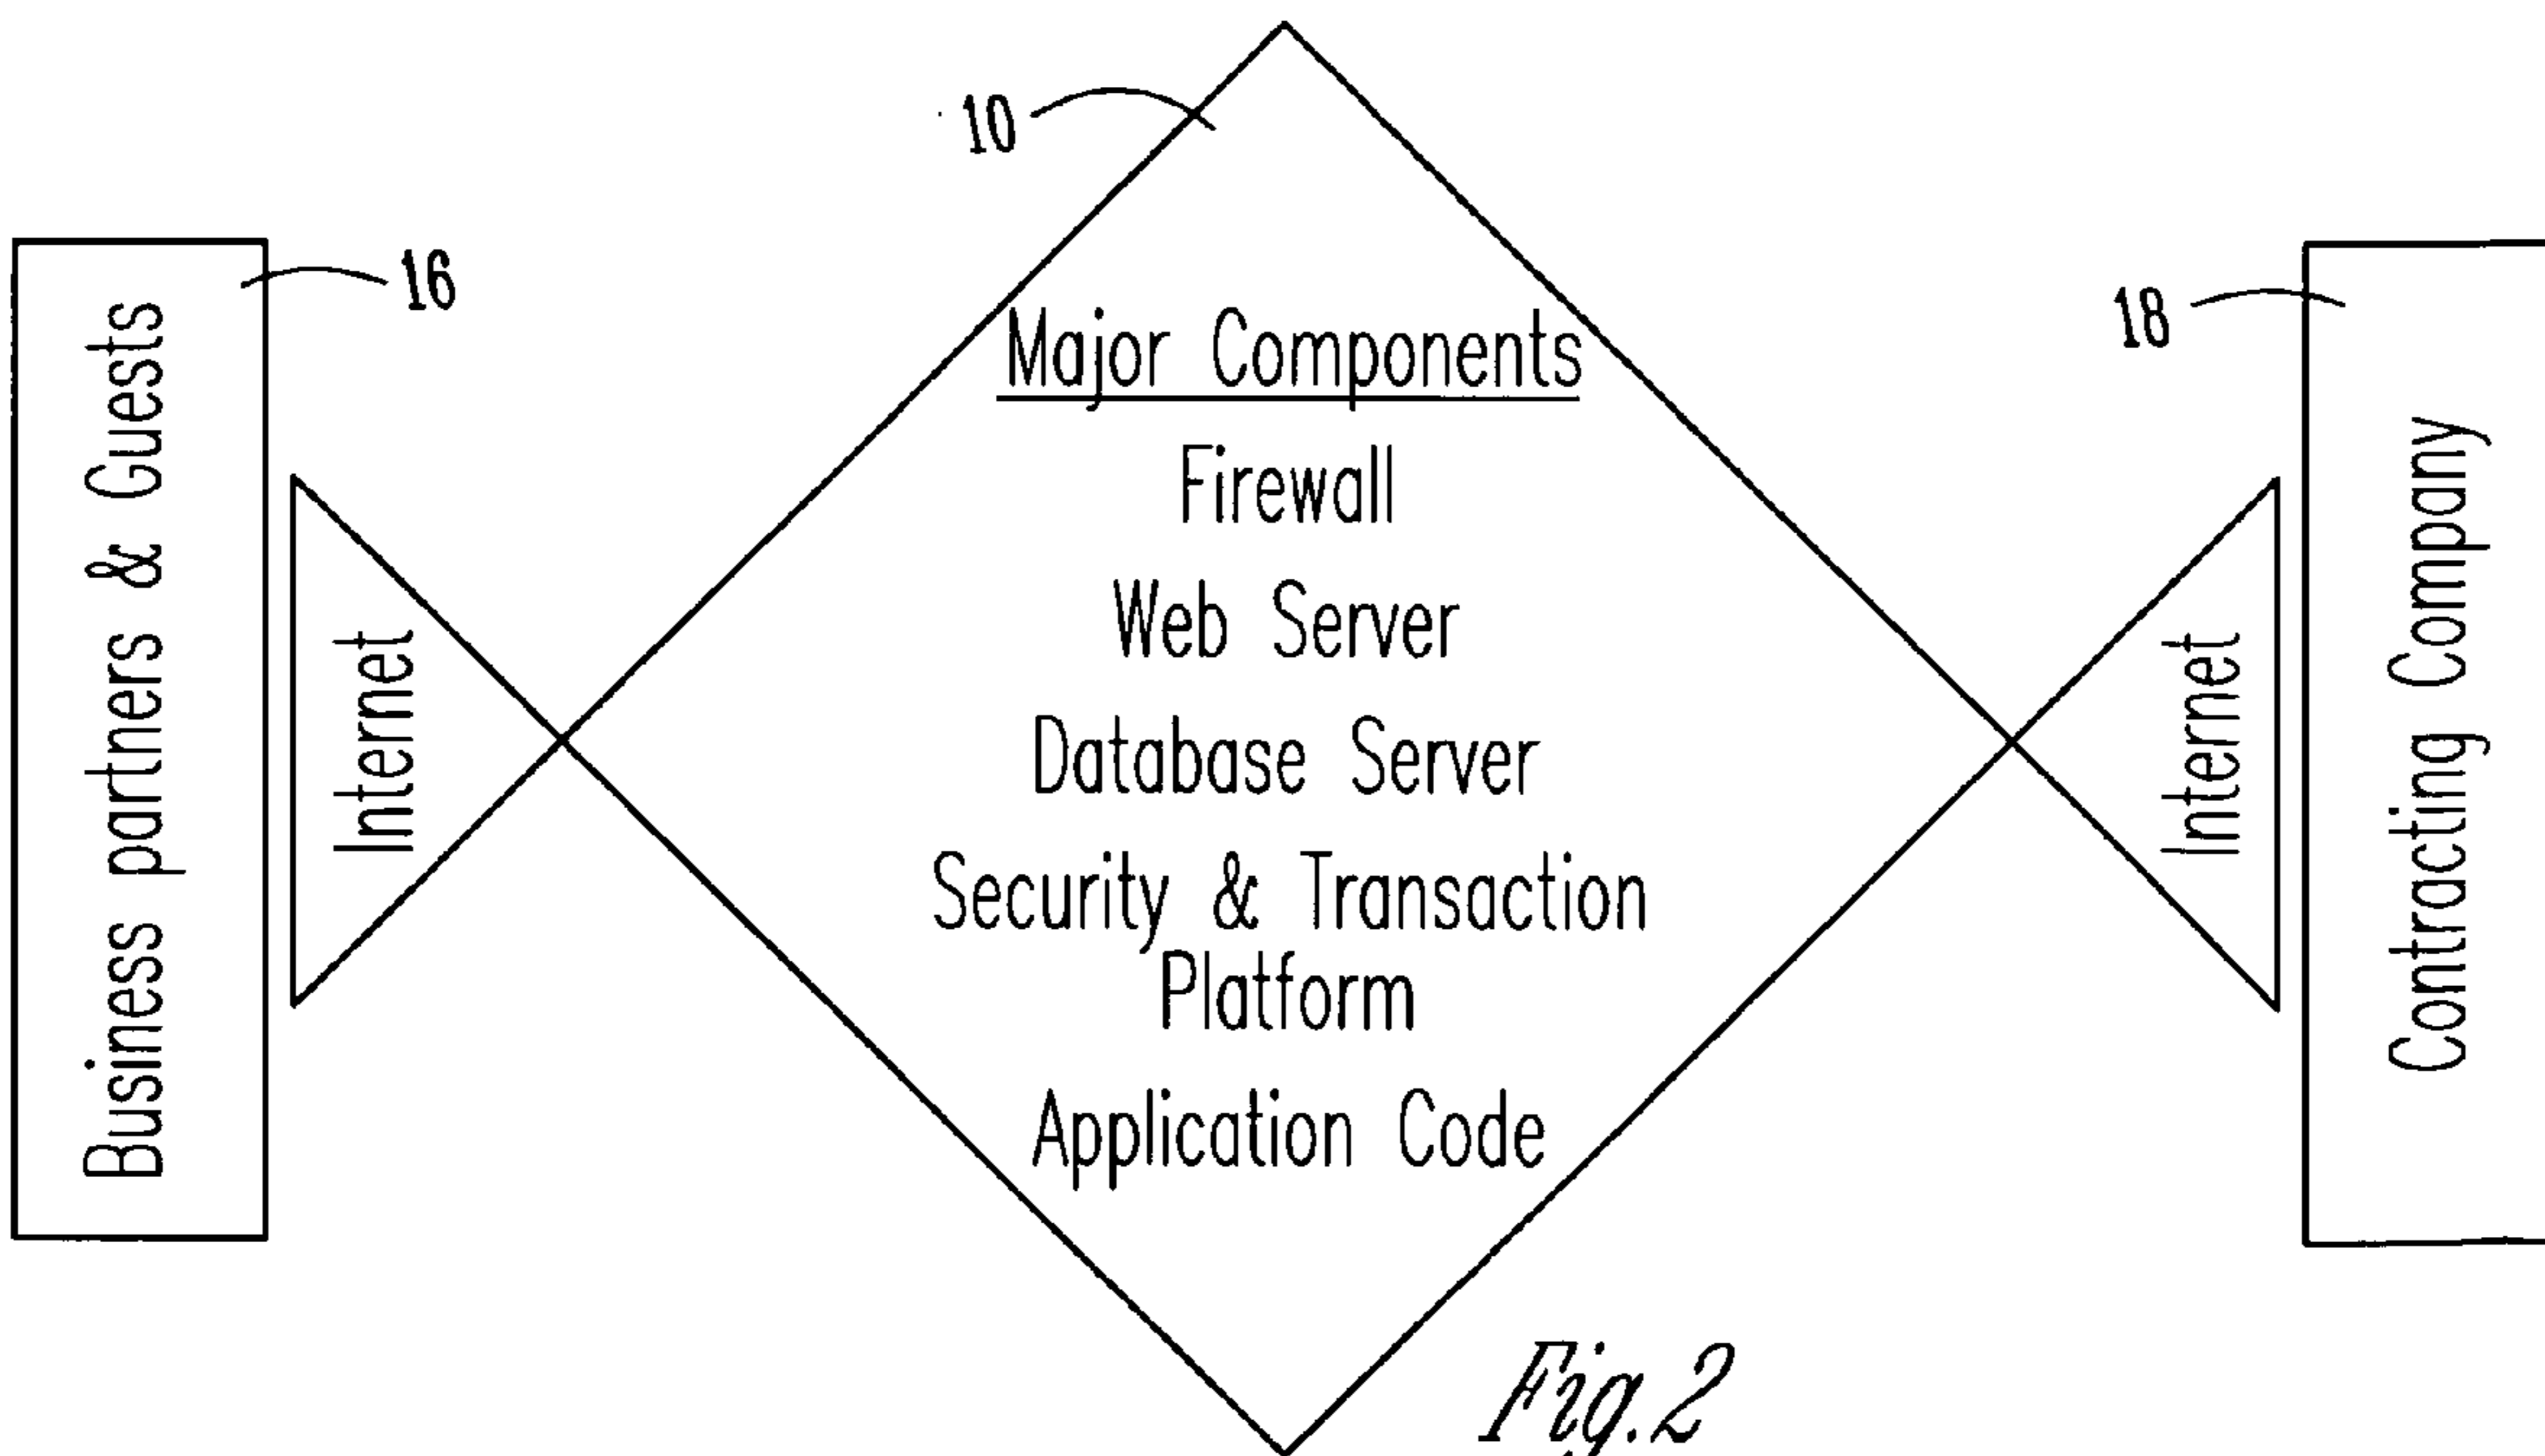 10
16
18
Business partners & Guests
Internet
Major Components
Firewall
Web Server
Database Server
Security & Transaction
Platform
Application Code
Internet
Contracting Company
Fig.2